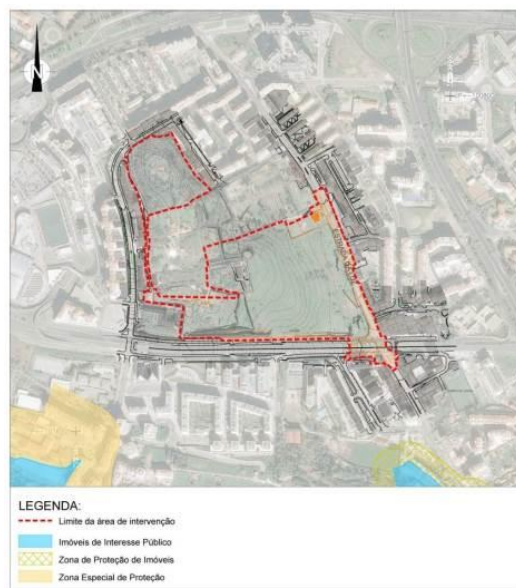 N
LEGENDA:
Limite da área de intervenção
Imóveis de Interesse Público
Zona de Proteção de Imóveis
Zona Especial de Proteção